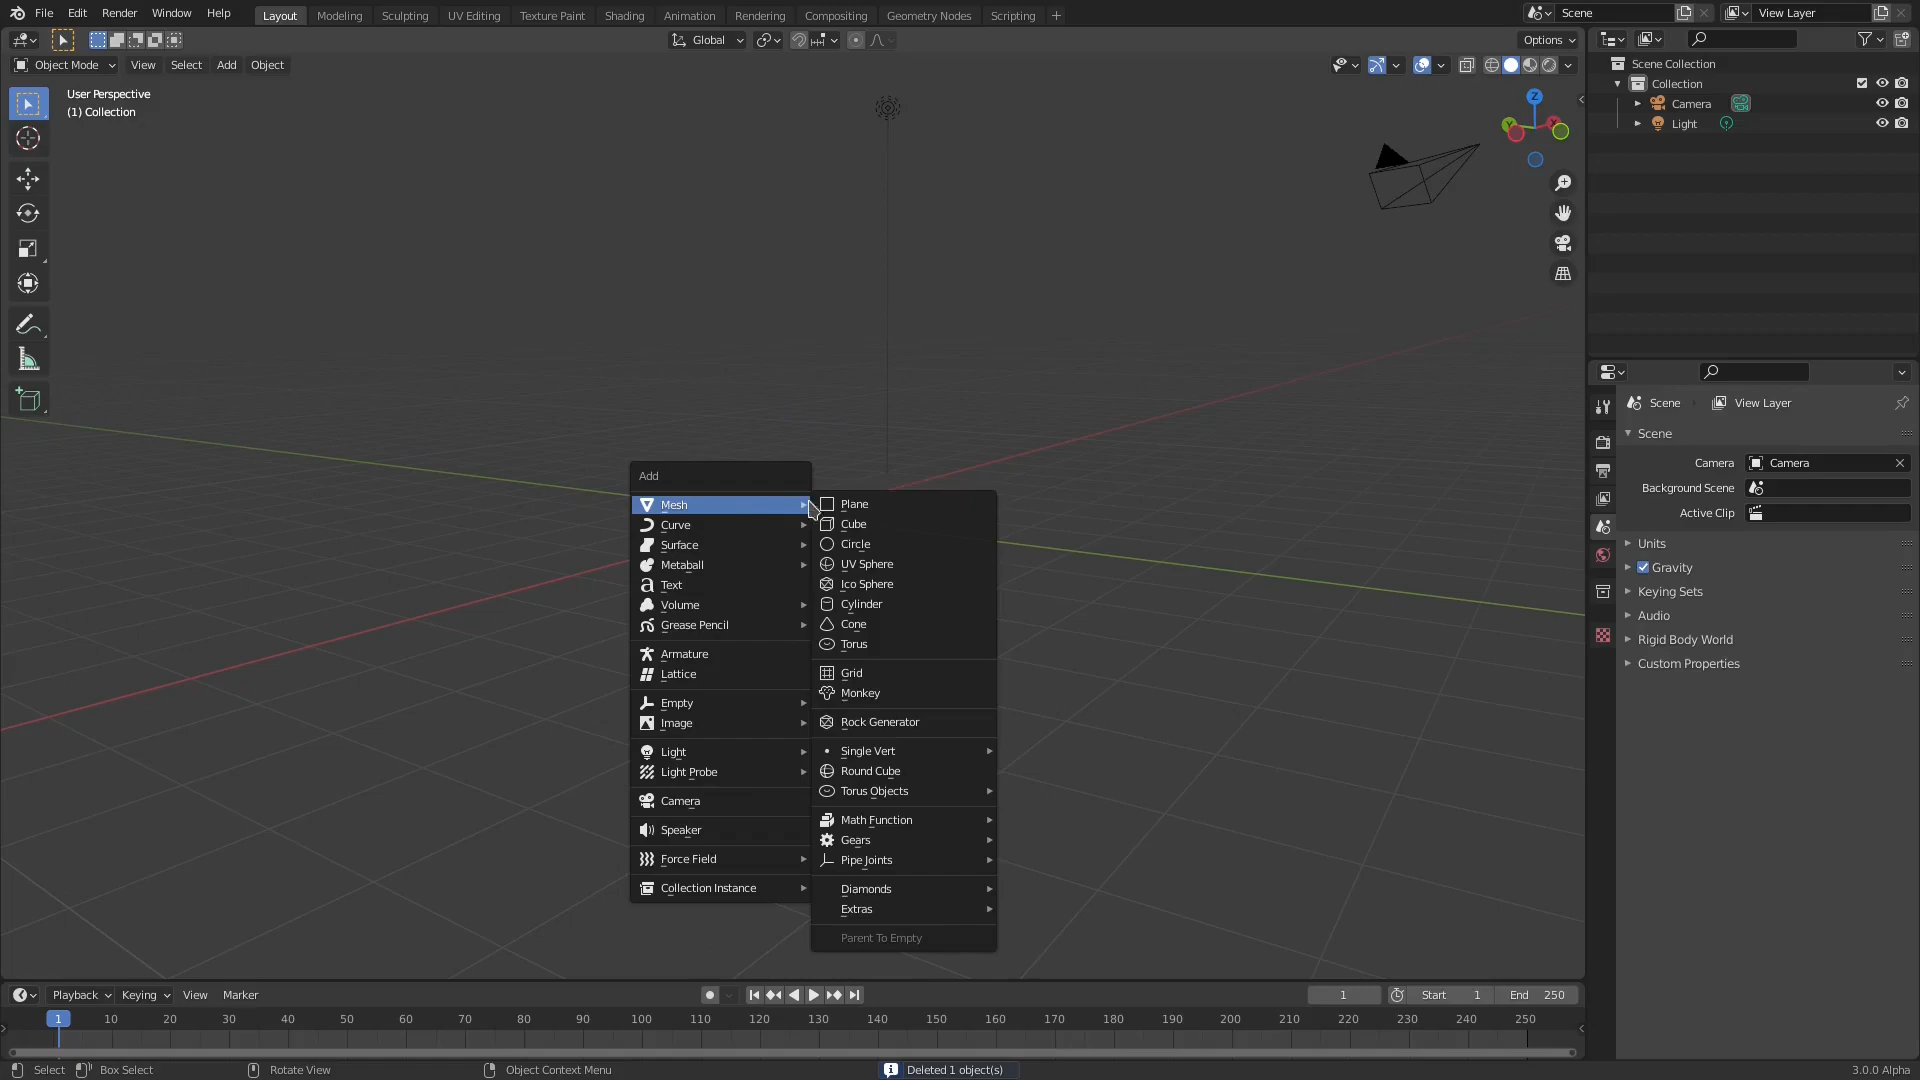 File Edit Render Window Help Layout Modeling Sculpting UV Editing Texture Paint Shading Animation Rendering Compositing Geometry Nodes Scripting + Scene View Layer
Global Options
Object Mode View Select Add Object
User Perspective
(1) Collection
Z
Y
X
Scene Collection
Collection
Camera
Light
Add
Mesh
Curve
Surface
Metaball
Text
Volume
Grease Pencil
Armature
Lattice
Empty
Image
Light
Light Probe
Camera
Speaker
Force Field
Collection Instance
Plane
Cube
Circle
UV Sphere
Ico Sphere
Cylinder
Cone
Torus
Grid
Monkey
Rock Generator
Single Vert
Round Cube
Torus Objects
Math Function
Gears
Pipe Joints
Diamonds
Extras
Parent To Empty
Scene View Layer
Scene
Camera Camera
Background Scene
Active Clip
Units
Gravity
Keying Sets
Audio
Rigid Body World
Custom Properties
Playback Keying View Marker 1 Start 1 End 250
1 10 20 30 40 50 60 70 80 90 100 110 120 130 140 150 160 170 180 190 200 210 220 230 240 250
Select Box Select Rotate View Object Context Menu Deleted 1 object(s) 3.0.0 Alpha